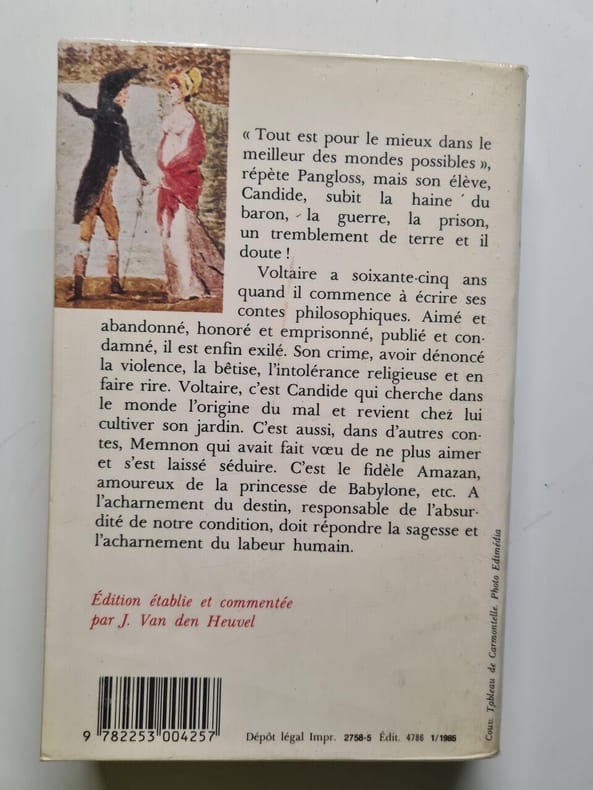 « Tout est pour le mieux dans le
meilleur des mondes possibles »,
répète Pangloss, mais son élève,
Candide, subit la haine du
baron, la guerre, la prison,
un tremblement de terre et il
doute !
Voltaire a soixante-cinq ans
quand il commence à écrire ses
contes philosophiques. Aimé et
abandonné, honoré et emprisonné, publié et con-
damné, il est enfin exilé. Son crime, avoir dénoncé
la violence, la bêtise, l'intolérance religieuse et en
faire rire. Voltaire, c'est Candide qui cherche dans
le monde l'origine du mal et revient chez lui
cultiver son jardin. C'est aussi, dans d'autres con-
tes, Memnon qui avait fait vœu de ne plus aimer
et s'est laissé séduire. C'est le fidèle Amazan,
amoureux de la princesse de Babylone, etc. A
l'acharnement du destin, responsable de l'absur-
dité de notre condition, doit répondre la sagesse et
l'acharnement du labeur humain.
Édition établie et commentée
par J. Van den Heuvel
9 782253 004257
Dépôt légal Impr. 2758-5 Édit. 4786 1/1985
Couv. Tableau de Carmontelle. Photo Edimédia